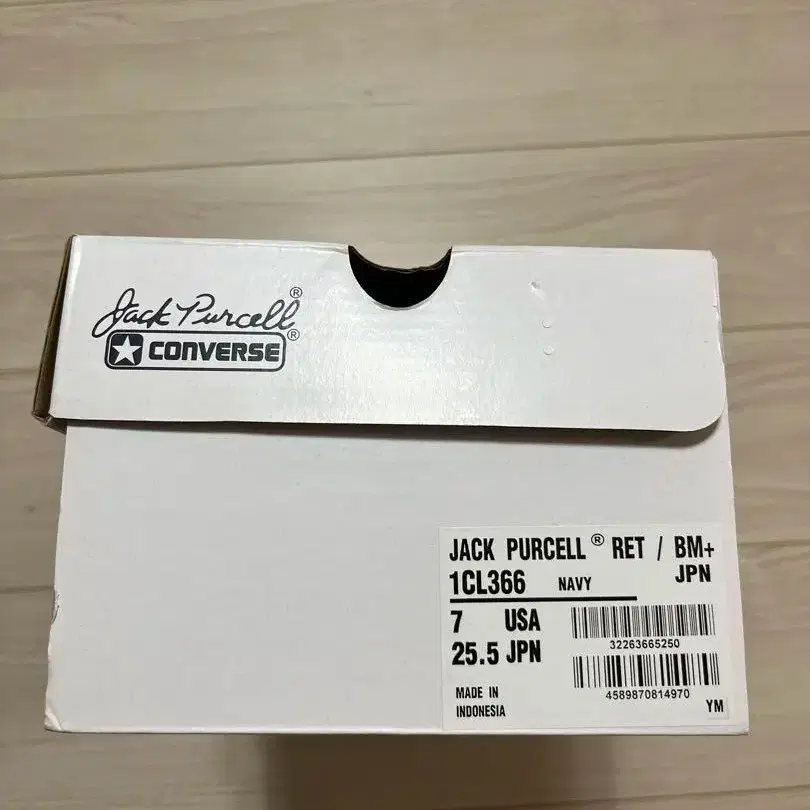 Jack Purcell®
CONVERSE®
JACK PURCELL® RET / BM+
1CL366 NAVY JPN
7 USA
25.5 JPN
32263665250
4589870814970
MADE IN
INDONESIA
YM